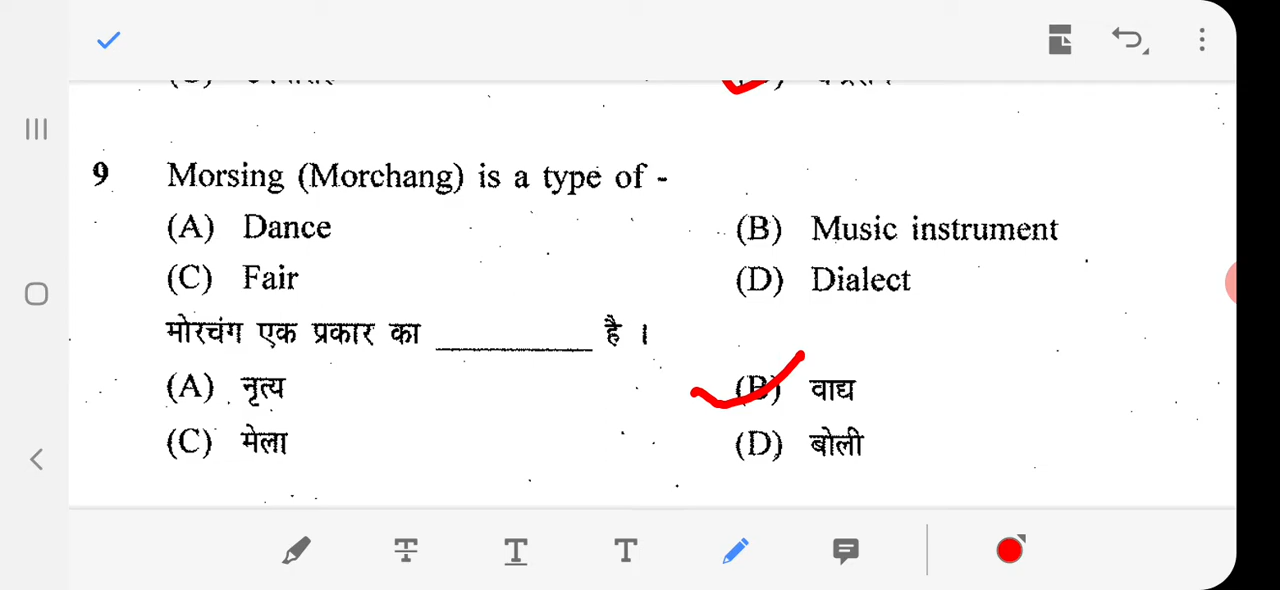 9 Morsing (Morchang) is a type of -
(A) Dance (B) Music instrument
(C) Fair (D) Dialect
मोरचंग एक प्रकार का __________ है ।
(A) नृत्य (B) वाद्य
(C) मेला (D) बोली